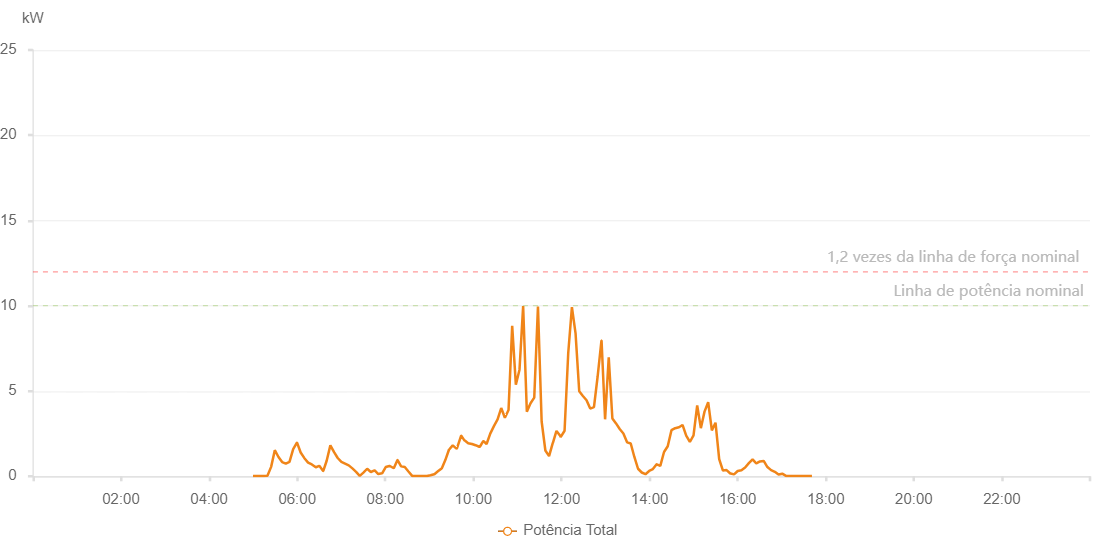 kW
25
20
15
1,2 vezes da linha de força nominal
Linha de potência nominal
10
5
0
02:00 04:00 06:00 08:00 10:00 12:00 14:00 16:00 18:00 20:00 22:00
Potência Total